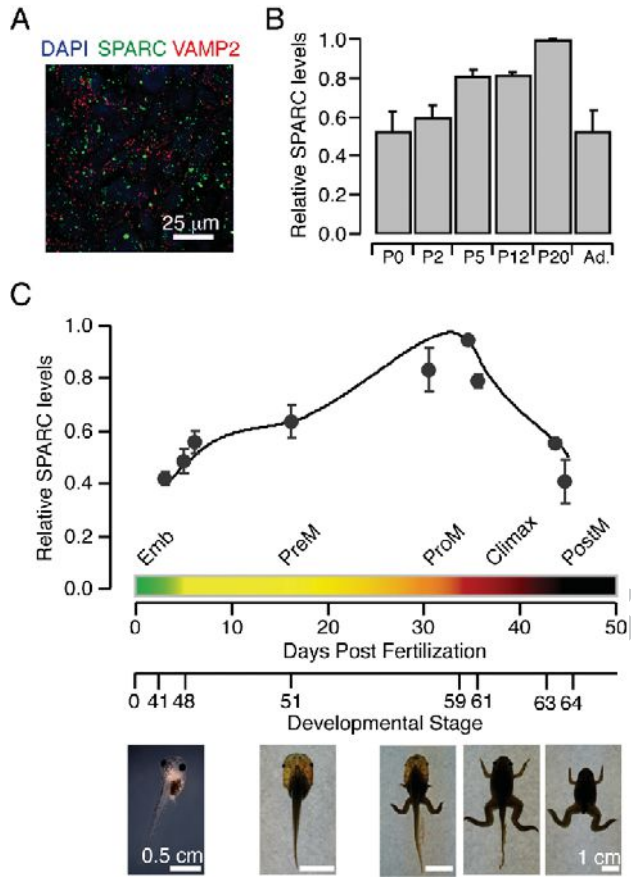 A
DAPI SPARC VAMP2
25 μm
B
Relative SPARC levels
1.0
0.8
0.6
0.4
0.2
0.0
P0 P2 P5 P12 P20 Ad.
C
Relative SPARC levels
1.0
0.8
0.6
0.4
0.2
0.0
Emb PreM ProM Climax PostM
0 10 20 30 40 50
Days Post Fertilization
0 41 48 51 59 61 63 64
Developmental Stage
0.5 cm
1 cm